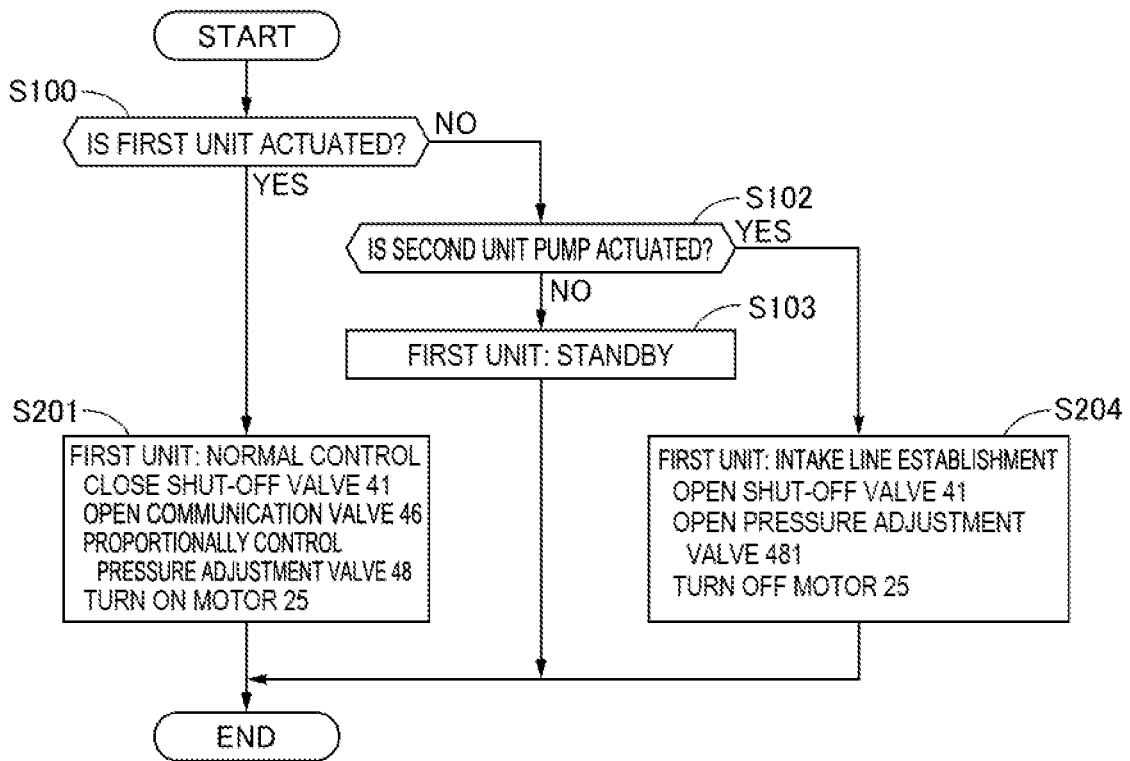 START
S100
IS FIRST UNIT ACTUATED?
NO
YES
S102
IS SECOND UNIT PUMP ACTUATED?
YES
NO
S103
FIRST UNIT: STANDBY
S201
FIRST UNIT: NORMAL CONTROL
CLOSE SHUT-OFF VALVE 41
OPEN COMMUNICATION VALVE 46
PROPORTIONALLY CONTROL
PRESSURE ADJUSTMENT VALVE 48
TURN ON MOTOR 25
S204
FIRST UNIT: INTAKE LINE ESTABLISHMENT
OPEN SHUT-OFF VALVE 41
OPEN PRESSURE ADJUSTMENT
VALVE 481
TURN OFF MOTOR 25
END